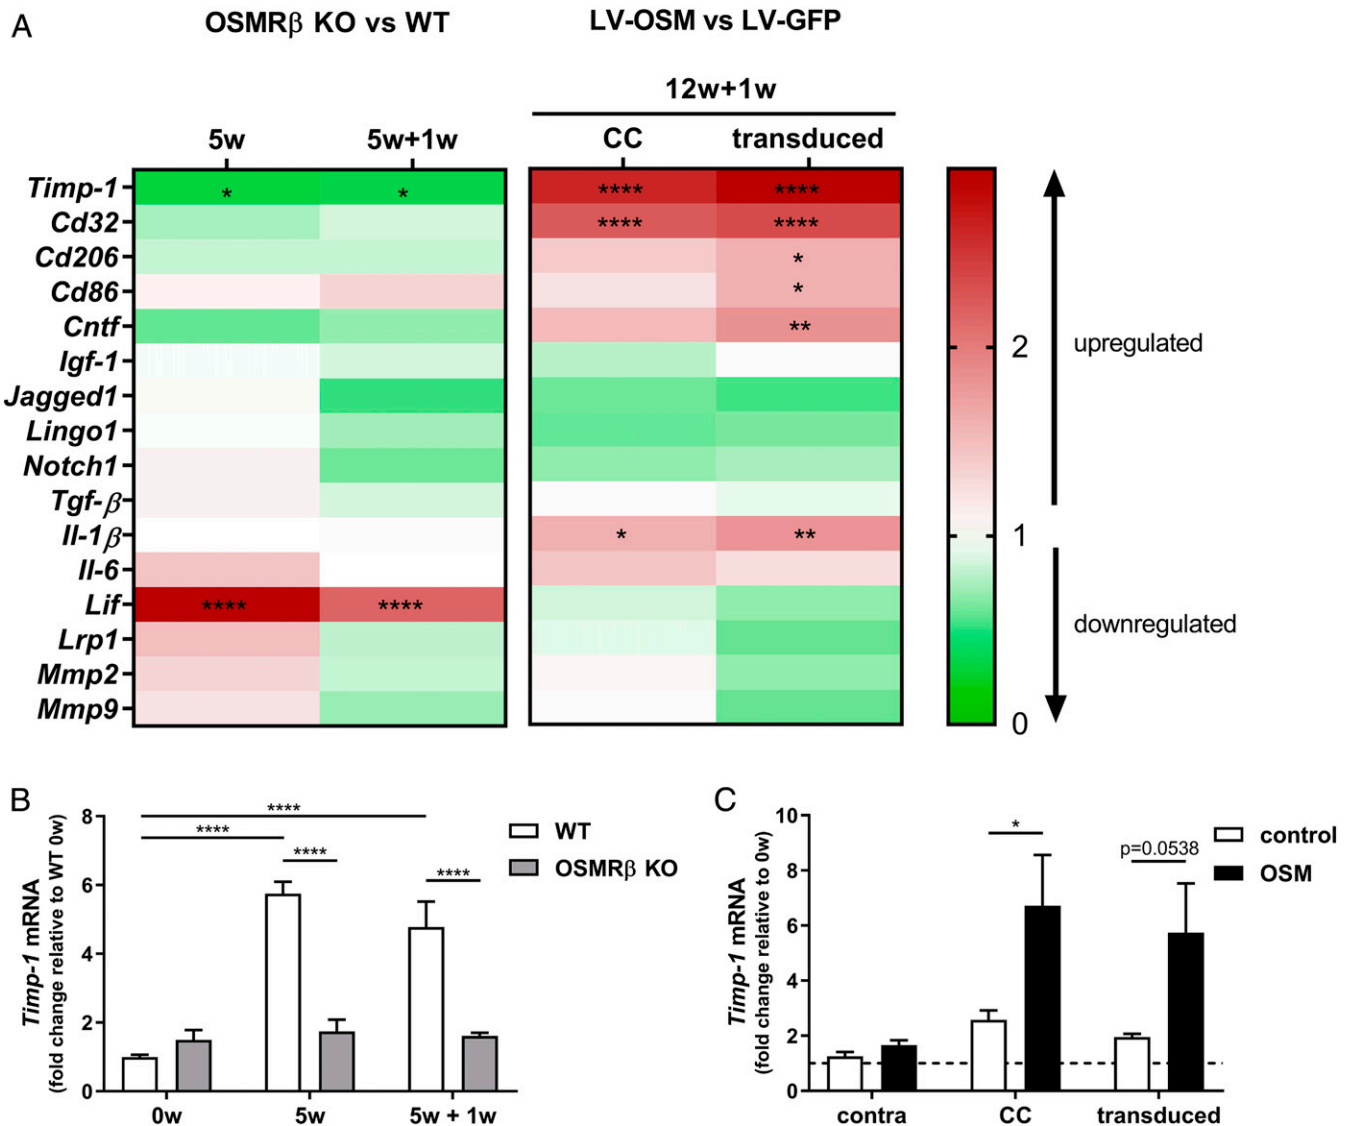 A
OSMRβ KO vs WT
LV-OSM vs LV-GFP
12w+1w
5w 5w+1w CC transduced
Timp-1 * * **** ****
Cd32 **** ****
Cd206 *
Cd86 *
Cntf **
Igf-1
Jagged1
Lingo1
Notch1
Tgf-β
Il-1β * **
Il-6
Lif **** ****
Lrp1
Mmp2
Mmp9
2
1
0
upregulated
downregulated
B
Timp-1 mRNA
(fold change relative to WT 0w)
8
6
4
2
0
****
****
****
****
WT
OSMRβ KO
0w 5w 5w + 1w
C
Timp-1 mRNA
(fold change relative to 0w)
10
8
6
4
2
0
*
p=0.0538
control
OSM
contra CC transduced